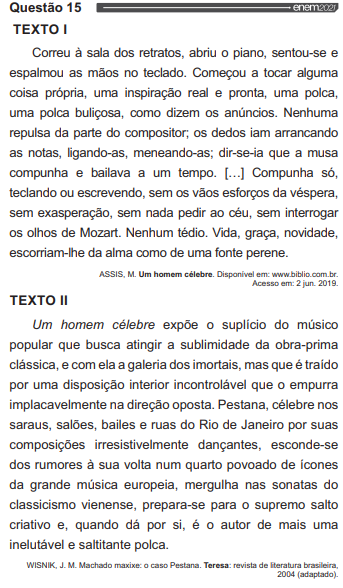 Questão 15
enem2021
TEXTO I
Correu à sala dos retratos, abriu o piano, sentou-se e
espalmou as mãos no teclado. Começou a tocar alguma
coisa própria, uma inspiração real e pronta, uma polca,
uma polca buliçosa, como dizem os anúncios. Nenhuma
repulsa da parte do compositor; os dedos iam arrancando
as notas, ligando-as, meneando-as; dir-se-ia que a musa
compunha e bailava a um tempo. […] Compunha só,
teclando ou escrevendo, sem os vãos esforços da véspera,
sem exasperação, sem nada pedir ao céu, sem interrogar
os olhos de Mozart. Nenhum tédio. Vida, graça, novidade,
escorriam-lhe da alma como de uma fonte perene.
ASSIS, M. Um homem célebre. Disponível em: www.biblio.com.br.
Acesso em: 2 jun. 2019.
TEXTO II
Um homem célebre expõe o suplício do músico
popular que busca atingir a sublimidade da obra-prima
clássica, e com ela a galeria dos imortais, mas que é traído
por uma disposição interior incontrolável que o empurra
implacavelmente na direção oposta. Pestana, célebre nos
saraus, salões, bailes e ruas do Rio de Janeiro por suas
composições irresistivelmente dançantes, esconde-se
dos rumores à sua volta num quarto povoado de ícones
da grande música europeia, mergulha nas sonatas do
classicismo vienense, prepara-se para o supremo salto
criativo e, quando dá por si, é o autor de mais uma
inelutável e saltitante polca.
WISNIK, J. M. Machado maxixe: o caso Pestana. Teresa: revista de literatura brasileira,
2004 (adaptado).